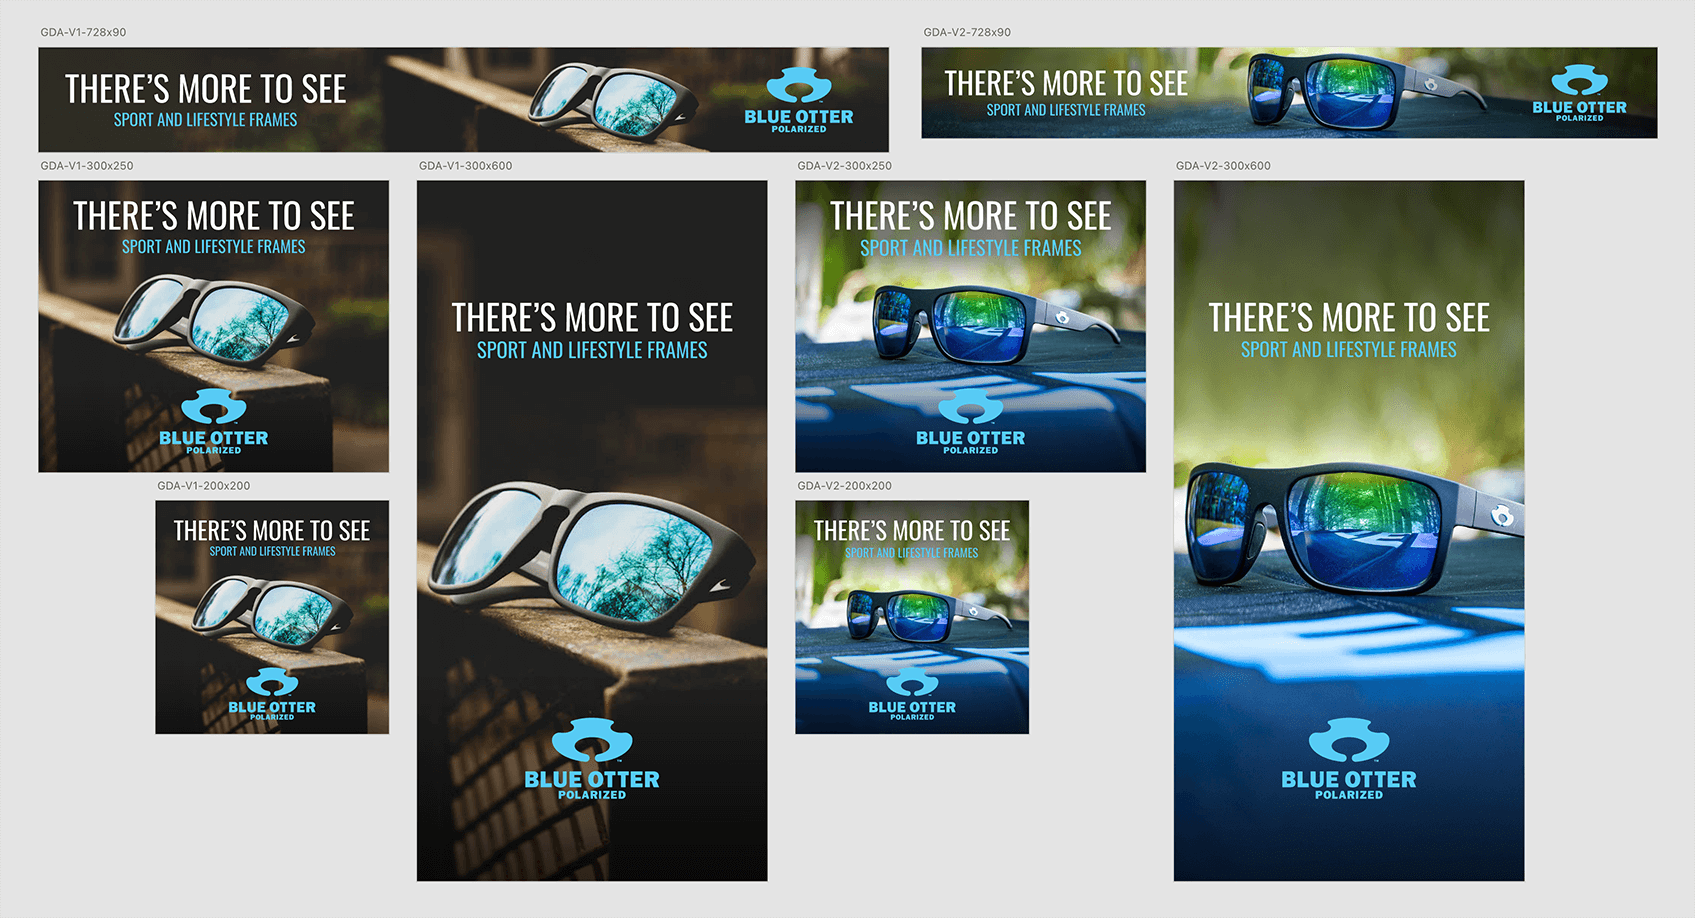 GDA-V1-728x90
THERE'S MORE TO SEE
SPORT AND LIFESTYLE FRAMES
BLUE OTTER
POLARIZED
GDA-V2-728x90
THERE'S MORE TO SEE
SPORT AND LIFESTYLE FRAMES
BLUE OTTER
POLARIZED
GDA-V1-300x250
THERE'S MORE TO SEE
SPORT AND LIFESTYLE FRAMES
BLUE OTTER
POLARIZED
GDA-V1-300x600
THERE'S MORE TO SEE
SPORT AND LIFESTYLE FRAMES
BLUE OTTER
POLARIZED
GDA-V2-300x250
THERE'S MORE TO SEE
SPORT AND LIFESTYLE FRAMES
BLUE OTTER
POLARIZED
GDA-V2-300x600
THERE'S MORE TO SEE
SPORT AND LIFESTYLE FRAMES
BLUE OTTER
POLARIZED
GDA-V1-200x200
THERE'S MORE TO SEE
SPORT AND LIFESTYLE FRAMES
BLUE OTTER
POLARIZED
GDA-V2-200x200
THERE'S MORE TO SEE
SPORT AND LIFESTYLE FRAMES
BLUE OTTER
POLARIZED